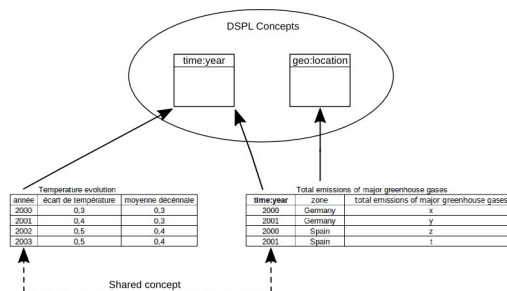 DSPL Concepts
time:year geo:location
Temperature evolution
année écart de température moyenne décénnale
2000 0,3 0,3
2001 0,4 0,3
2002 0,5 0,4
2003 0,5 0,4
Total emissions of major greenhouse gases
time:year zone total emissions of major greenhouse gases
2000 Germany x
2001 Germany y
2000 Spain z
2001 Spain t
Shared concept